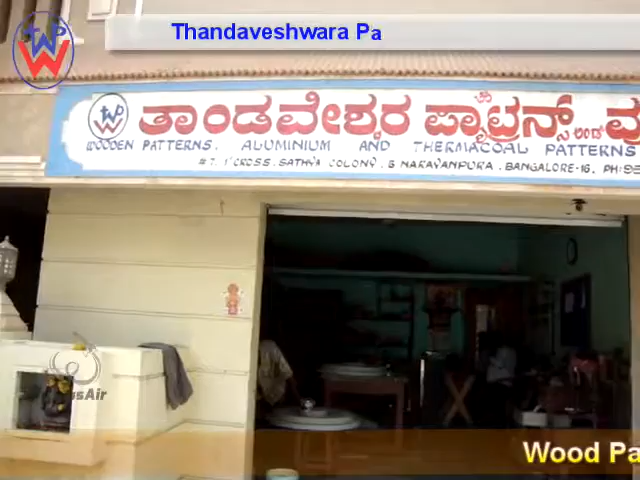 Thandaveshwara Pa
ತಾಂಡವೇಶ್ವರ ಪ್ಯಾಟ್ರನ್ಸ್ ಅಂಡ್
WOODEN PATTERNS. ALUMINIUM AND THERMACOAL PATTERNS
# 7. 1st CROSS. SATHYA COLONY. S NARAYANPURA. BANGALORE-16. PH:
Wood Pa